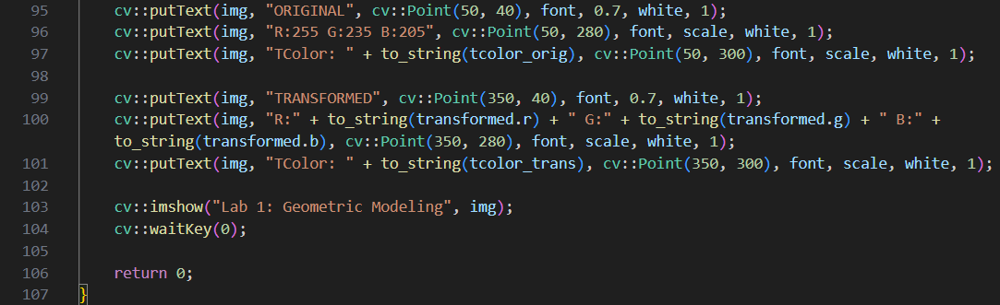 95 cv::putText(img, "ORIGINAL", cv::Point(50, 40), font, 0.7, white, 1);
96 cv::putText(img, "R:255 G:235 B:205", cv::Point(50, 280), font, scale, white, 1);
97 cv::putText(img, "TColor: " + to_string(tcolor_orig), cv::Point(50, 300), font, scale, white, 1);
98
99 cv::putText(img, "TRANSFORMED", cv::Point(350, 40), font, 0.7, white, 1);
100 cv::putText(img, "R:" + to_string(transformed.r) + " G:" + to_string(transformed.g) + " B:" +
to_string(transformed.b), cv::Point(350, 280), font, scale, white, 1);
101 cv::putText(img, "TColor: " + to_string(tcolor_trans), cv::Point(350, 300), font, scale, white, 1);
102
103 cv::imshow("Lab 1: Geometric Modeling", img);
104 cv::waitKey(0);
105
106 return 0;
107 }